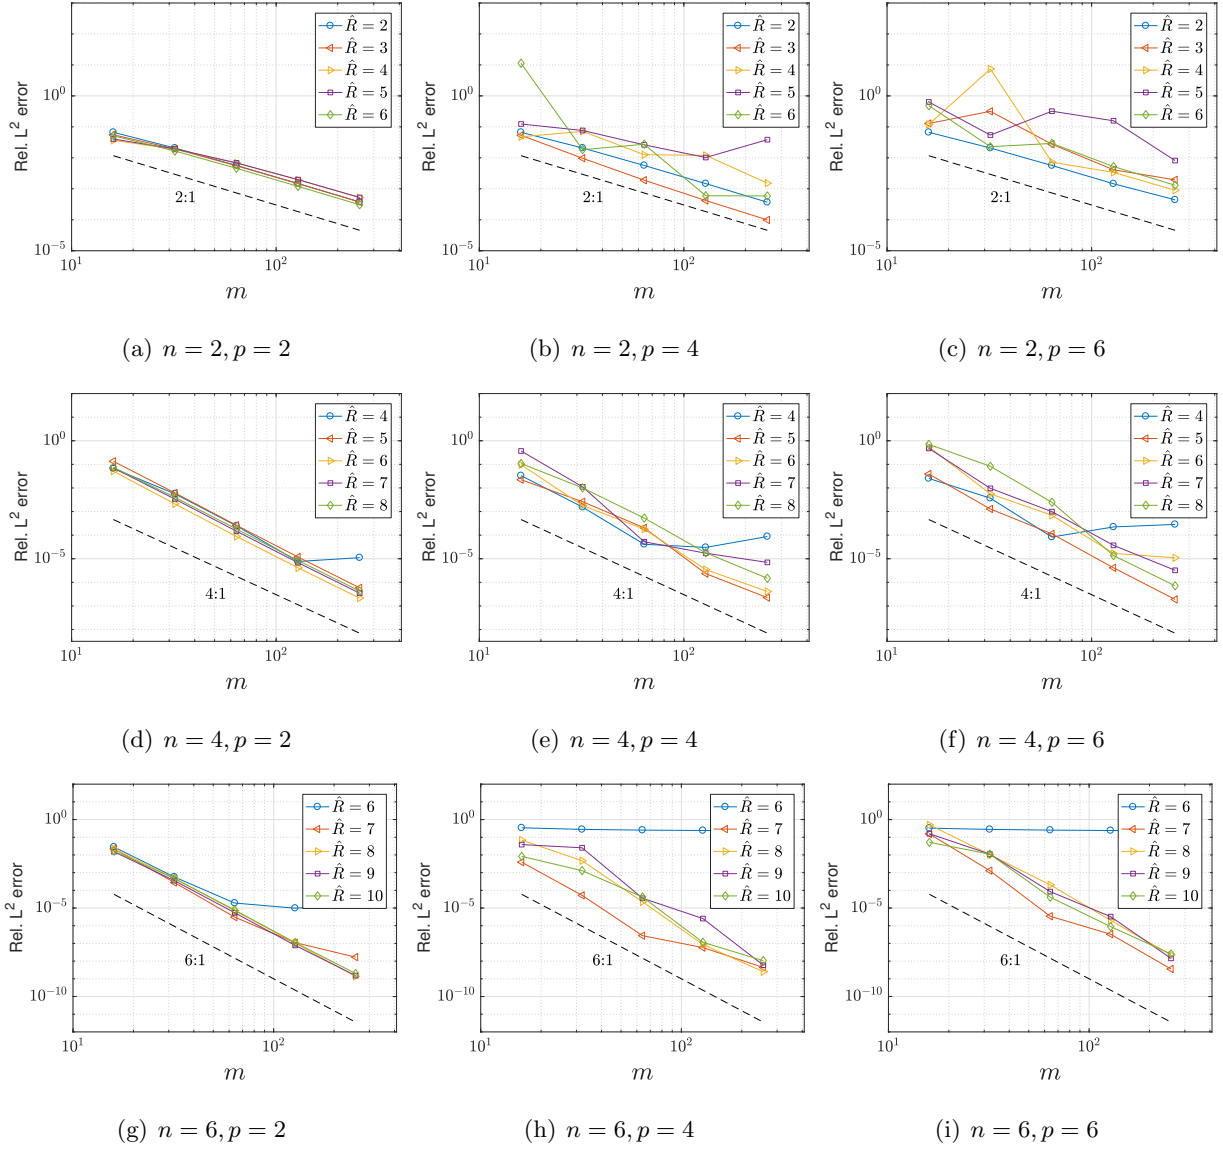 Rel. L² error
10⁰
10⁻⁵
R̂ = 2
R̂ = 3
R̂ = 4
R̂ = 5
R̂ = 6
2:1
10¹
10²
m
(a) n = 2, p = 2
Rel. L² error
10⁰
10⁻⁵
R̂ = 2
R̂ = 3
R̂ = 4
R̂ = 5
R̂ = 6
2:1
10¹
10²
m
(b) n = 2, p = 4
Rel. L² error
10⁰
10⁻⁵
R̂ = 2
R̂ = 3
R̂ = 4
R̂ = 5
R̂ = 6
2:1
10¹
10²
m
(c) n = 2, p = 6
Rel. L² error
10⁰
10⁻⁵
R̂ = 4
R̂ = 5
R̂ = 6
R̂ = 7
R̂ = 8
4:1
10¹
10²
m
(d) n = 4, p = 2
Rel. L² error
10⁰
10⁻⁵
R̂ = 4
R̂ = 5
R̂ = 6
R̂ = 7
R̂ = 8
4:1
10¹
10²
m
(e) n = 4, p = 4
Rel. L² error
10⁰
10⁻⁵
R̂ = 4
R̂ = 5
R̂ = 6
R̂ = 7
R̂ = 8
4:1
10¹
10²
m
(f) n = 4, p = 6
Rel. L² error
10⁰
10⁻⁵
10⁻¹⁰
R̂ = 6
R̂ = 7
R̂ = 8
R̂ = 9
R̂ = 10
6:1
10¹
10²
m
(g) n = 6, p = 2
Rel. L² error
10⁰
10⁻⁵
10⁻¹⁰
R̂ = 6
R̂ = 7
R̂ = 8
R̂ = 9
R̂ = 10
6:1
10¹
10²
m
(h) n = 6, p = 4
Rel. L² error
10⁰
10⁻⁵
10⁻¹⁰
R̂ = 6
R̂ = 7
R̂ = 8
R̂ = 9
R̂ = 10
6:1
10¹
10²
m
(i) n = 6, p = 6